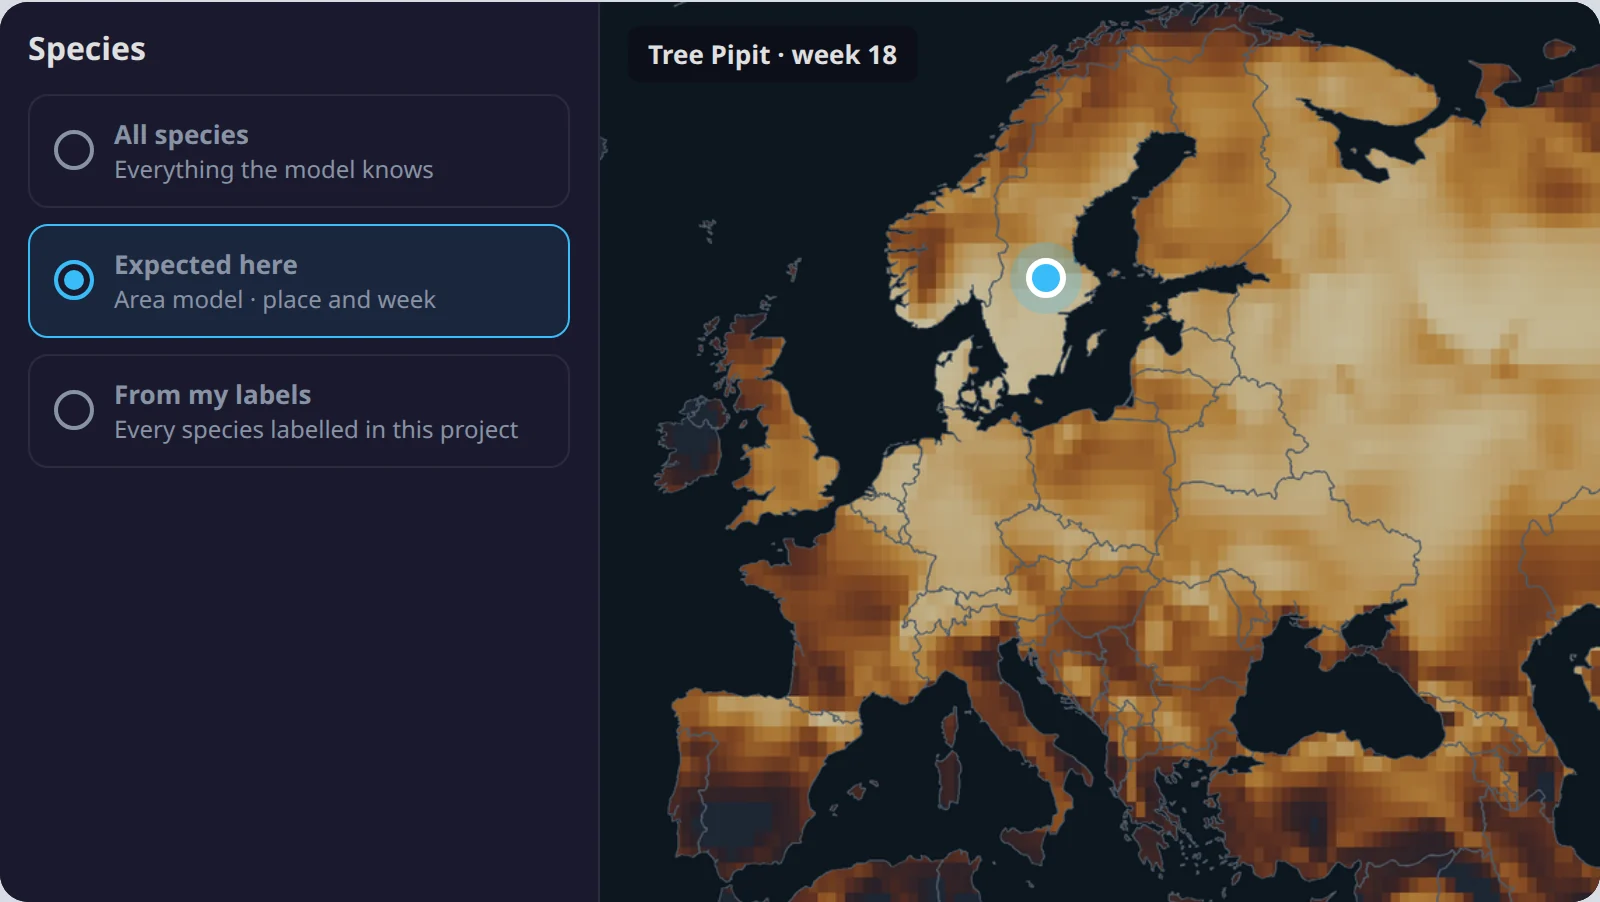 Species
All species
Everything the model knows
Expected here
Area model · place and week
From my labels
Every species labelled in this project
Tree Pipit · week 18